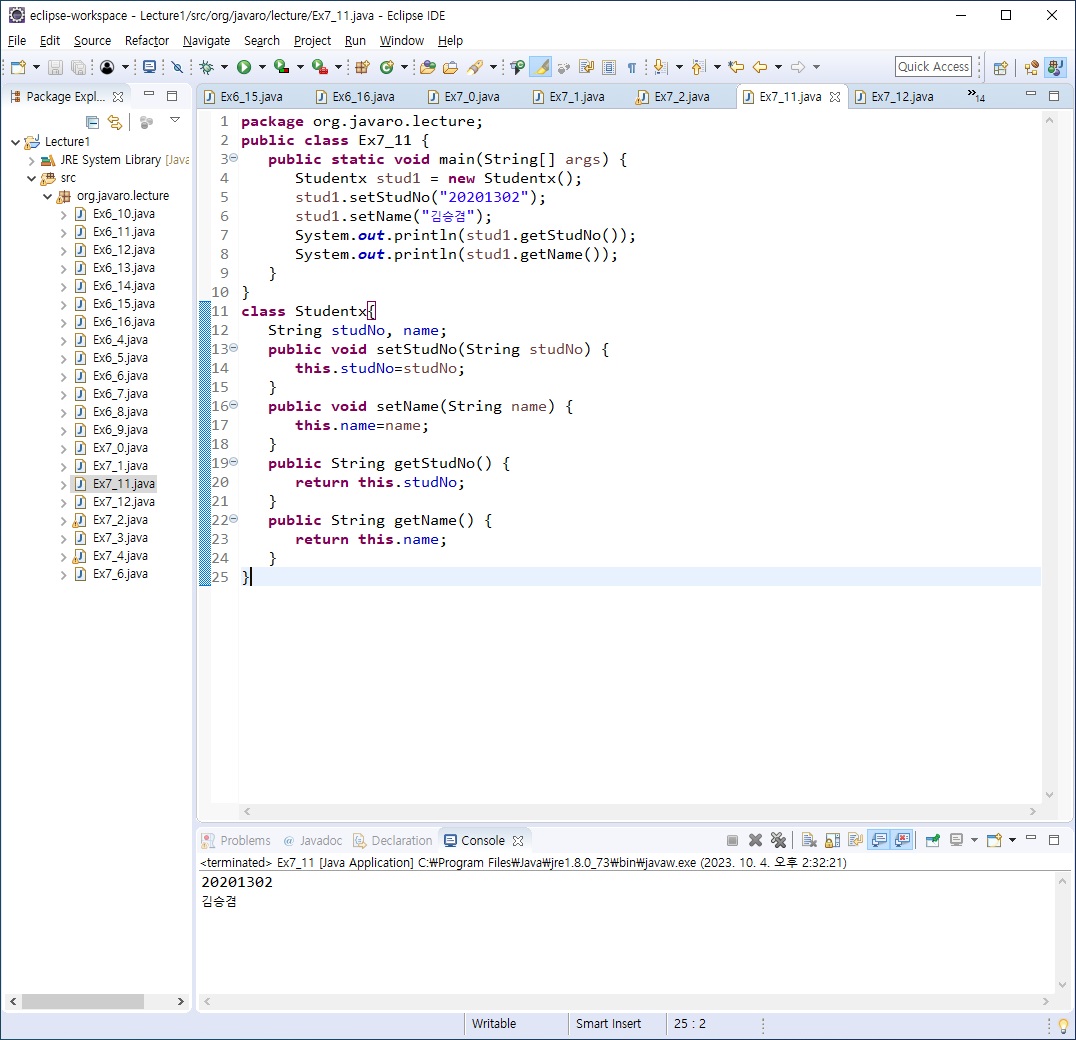 eclipse-workspace - Lecture1/src/org/javaro/lecture/Ex7_11.java - Eclipse IDE
File Edit Source Refactor Navigate Search Project Run Window Help
Quick Access
Package Expl...
Ex6_15.java Ex6_16.java Ex7_0.java Ex7_1.java Ex7_2.java Ex7_11.java Ex7_12.java »14
Lecture1
JRE System Library [Java
src
org.javaro.lecture
Ex6_10.java
Ex6_11.java
Ex6_12.java
Ex6_13.java
Ex6_14.java
Ex6_15.java
Ex6_16.java
Ex6_4.java
Ex6_5.java
Ex6_6.java
Ex6_7.java
Ex6_8.java
Ex6_9.java
Ex7_0.java
Ex7_1.java
Ex7_11.java
Ex7_12.java
Ex7_2.java
Ex7_3.java
Ex7_4.java
Ex7_6.java
1 package org.javaro.lecture;
2 public class Ex7_11 {
3 public static void main(String[] args) {
4 Studentx stud1 = new Studentx();
5 stud1.setStudNo("20201302");
6 stud1.setName("김승겸");
7 System.out.println(stud1.getStudNo());
8 System.out.println(stud1.getName());
9 }
10 }
11 class Studentx{
12 String studNo, name;
13 public void setStudNo(String studNo) {
14 this.studNo=studNo;
15 }
16 public void setName(String name) {
17 this.name=name;
18 }
19 public String getStudNo() {
20 return this.studNo;
21 }
22 public String getName() {
23 return this.name;
24 }
25 }
Problems @ Javadoc Declaration Console
<terminated> Ex7_11 [Java Application] C:₩Program Files₩Java₩jre1.8.0_73₩bin₩javaw.exe (2023. 10. 4. 오후 2:32:21)
20201302
김승겸
Writable Smart Insert 25 : 2